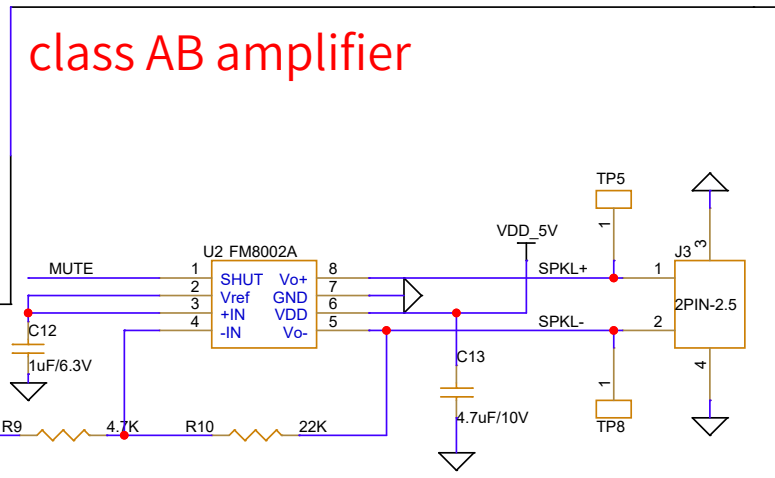 class AB amplifier
TP5
1
VDD_5V
U2 FM8002A
MUTE
1
SHUT Vo+
8
SPKL+
1
J3
3
2
Vref GND
7
3
+IN VDD
6
2PIN-2.5
4
-IN Vo-
5
SPKL-
2
C12
1uF/6.3V
C13
4.7uF/10V
1
4
TP8
R9
4.7K
R10
22K